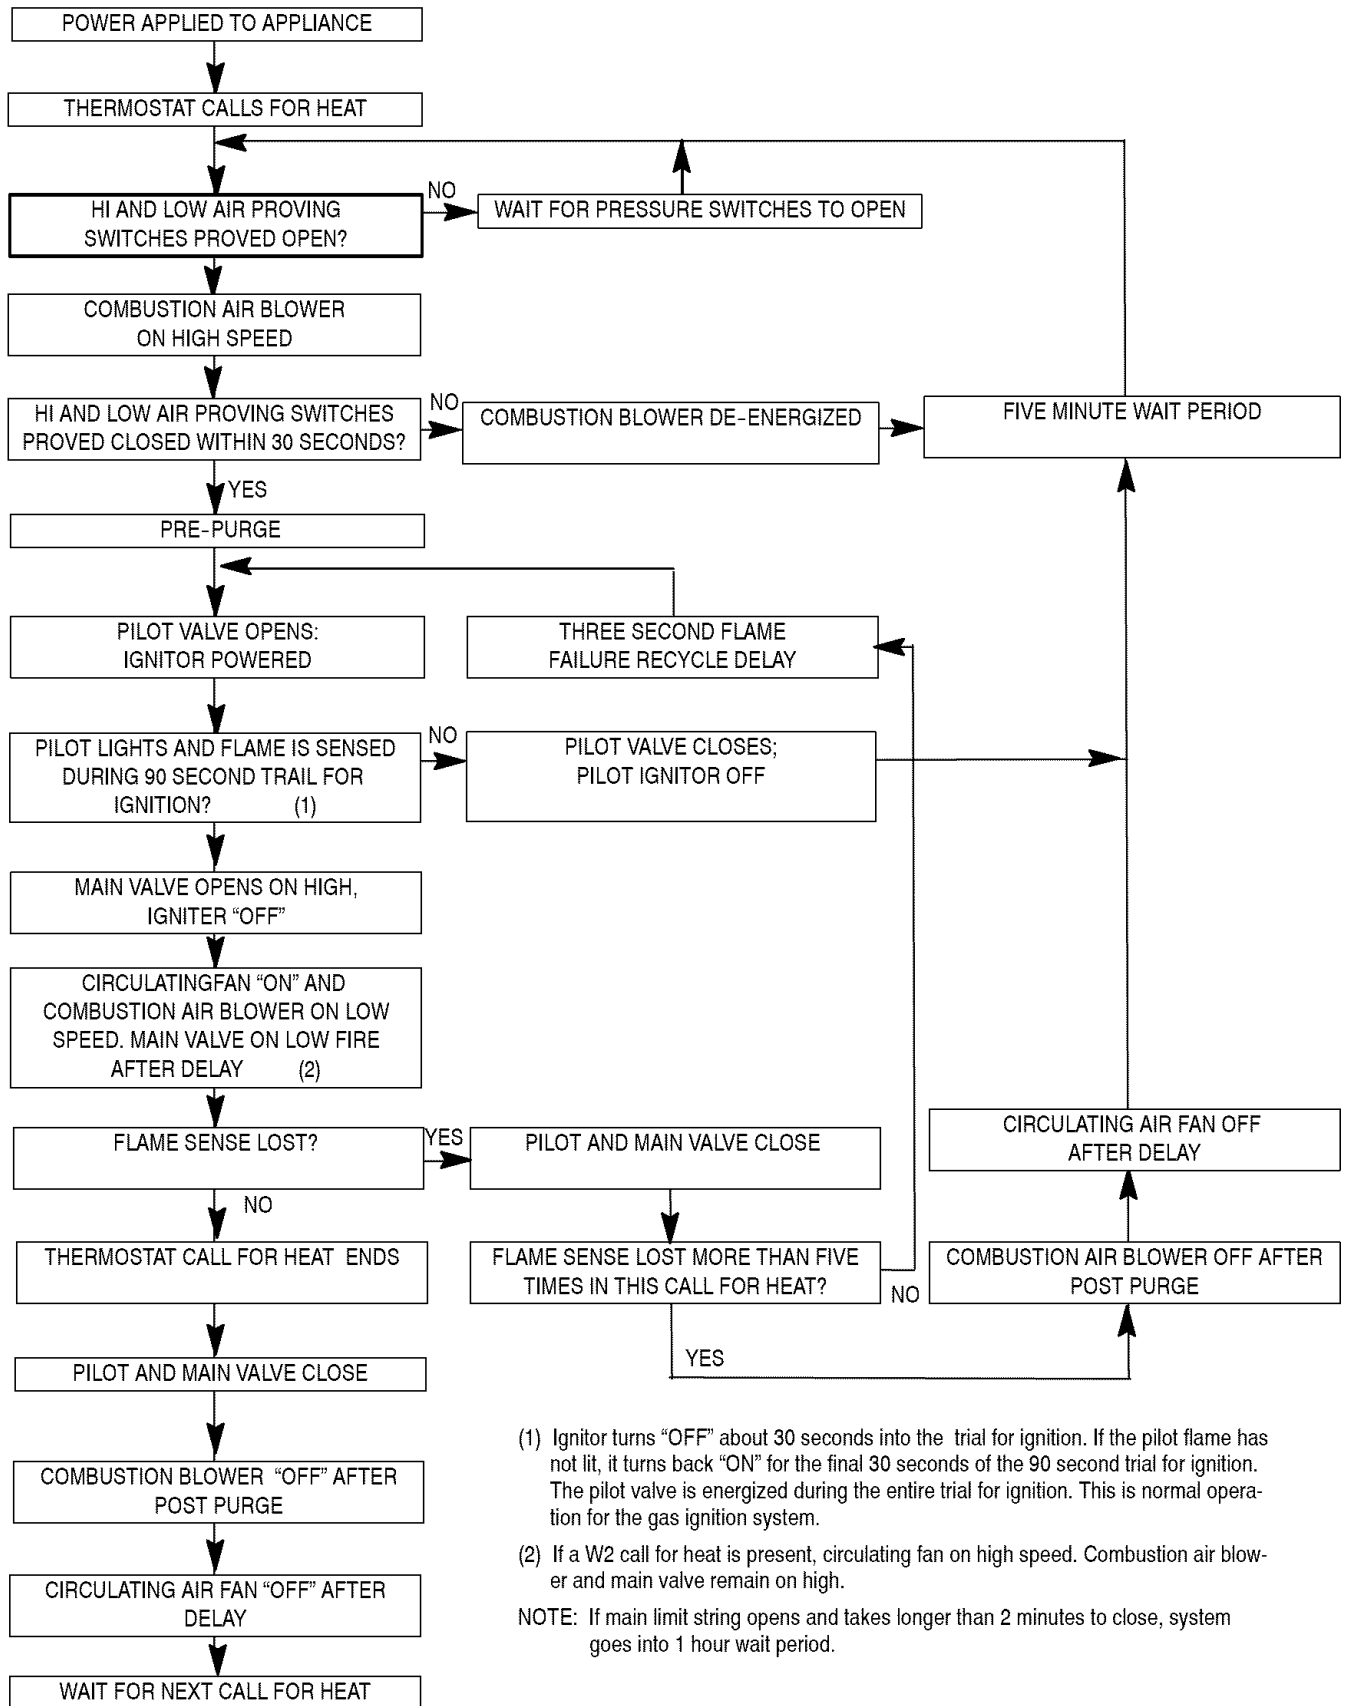 POWER APPLIED TO APPLIANCE
THERMOSTAT CALLS FOR HEAT
HI AND LOW AIR PROVING
SWITCHES PROVED OPEN?
NO
WAIT FOR PRESSURE SWITCHES TO OPEN
COMBUSTION AIR BLOWER
ON HIGH SPEED
HI AND LOW AIR PROVING SWITCHES
PROVED CLOSED WITHIN 30 SECONDS?
NO
COMBUSTION BLOWER DE-ENERGIZED
FIVE MINUTE WAIT PERIOD
YES
PRE-PURGE
PILOT VALVE OPENS:
IGNITOR POWERED
THREE SECOND FLAME
FAILURE RECYCLE DELAY
PILOT LIGHTS AND FLAME IS SENSED
DURING 90 SECOND TRAIL FOR
IGNITION? (1)
NO
PILOT VALVE CLOSES;
PILOT IGNITOR OFF
MAIN VALVE OPENS ON HIGH,
IGNITER “OFF”
CIRCULATINGFAN “ON” AND
COMBUSTION AIR BLOWER ON LOW
SPEED. MAIN VALVE ON LOW FIRE
AFTER DELAY (2)
FLAME SENSE LOST?
YES
PILOT AND MAIN VALVE CLOSE
CIRCULATING AIR FAN OFF
AFTER DELAY
NO
THERMOSTAT CALL FOR HEAT ENDS
FLAME SENSE LOST MORE THAN FIVE
TIMES IN THIS CALL FOR HEAT?
NO
COMBUSTION AIR BLOWER OFF AFTER
POST PURGE
YES
PILOT AND MAIN VALVE CLOSE
COMBUSTION BLOWER “OFF” AFTER
POST PURGE
CIRCULATING AIR FAN “OFF” AFTER
DELAY
WAIT FOR NEXT CALL FOR HEAT
(1) Ignitor turns “OFF” about 30 seconds into the trial for ignition. If the pilot flame has
not lit, it turns back “ON” for the final 30 seconds of the 90 second trial for ignition.
The pilot valve is energized during the entire trial for ignition. This is normal opera-
tion for the gas ignition system.
(2) If a W2 call for heat is present, circulating fan on high speed. Combustion air blow-
er and main valve remain on high.
NOTE: If main limit string opens and takes longer than 2 minutes to close, system
goes into 1 hour wait period.